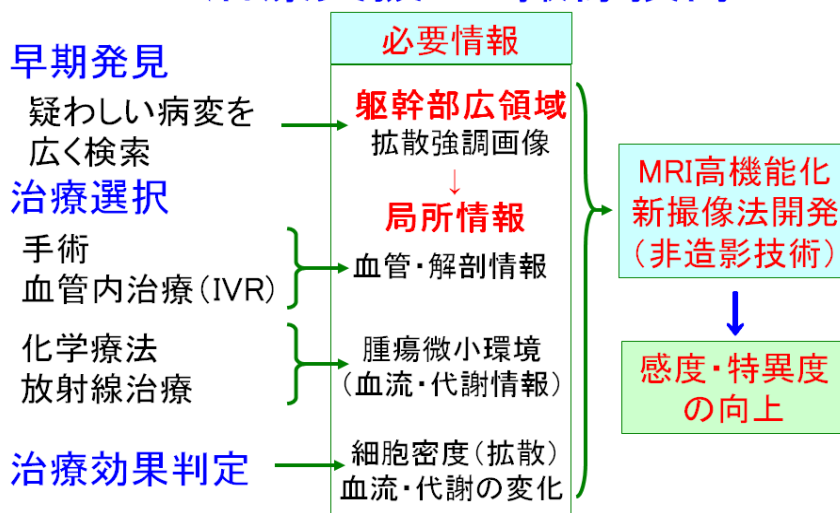 必要情報
早期発見
疑わしい病変を
広く検索
躯幹部広領域
拡散強調画像
↓
局所情報
治療選択
手術
血管内治療(IVR)
血管・解剖情報
化学療法
放射線治療
腫瘍微小環境
(血流・代謝情報)
治療効果判定
細胞密度(拡散)
血流・代謝の変化
MRI高機能化
新撮像法開発
(非造影技術)
感度・特異度
の向上